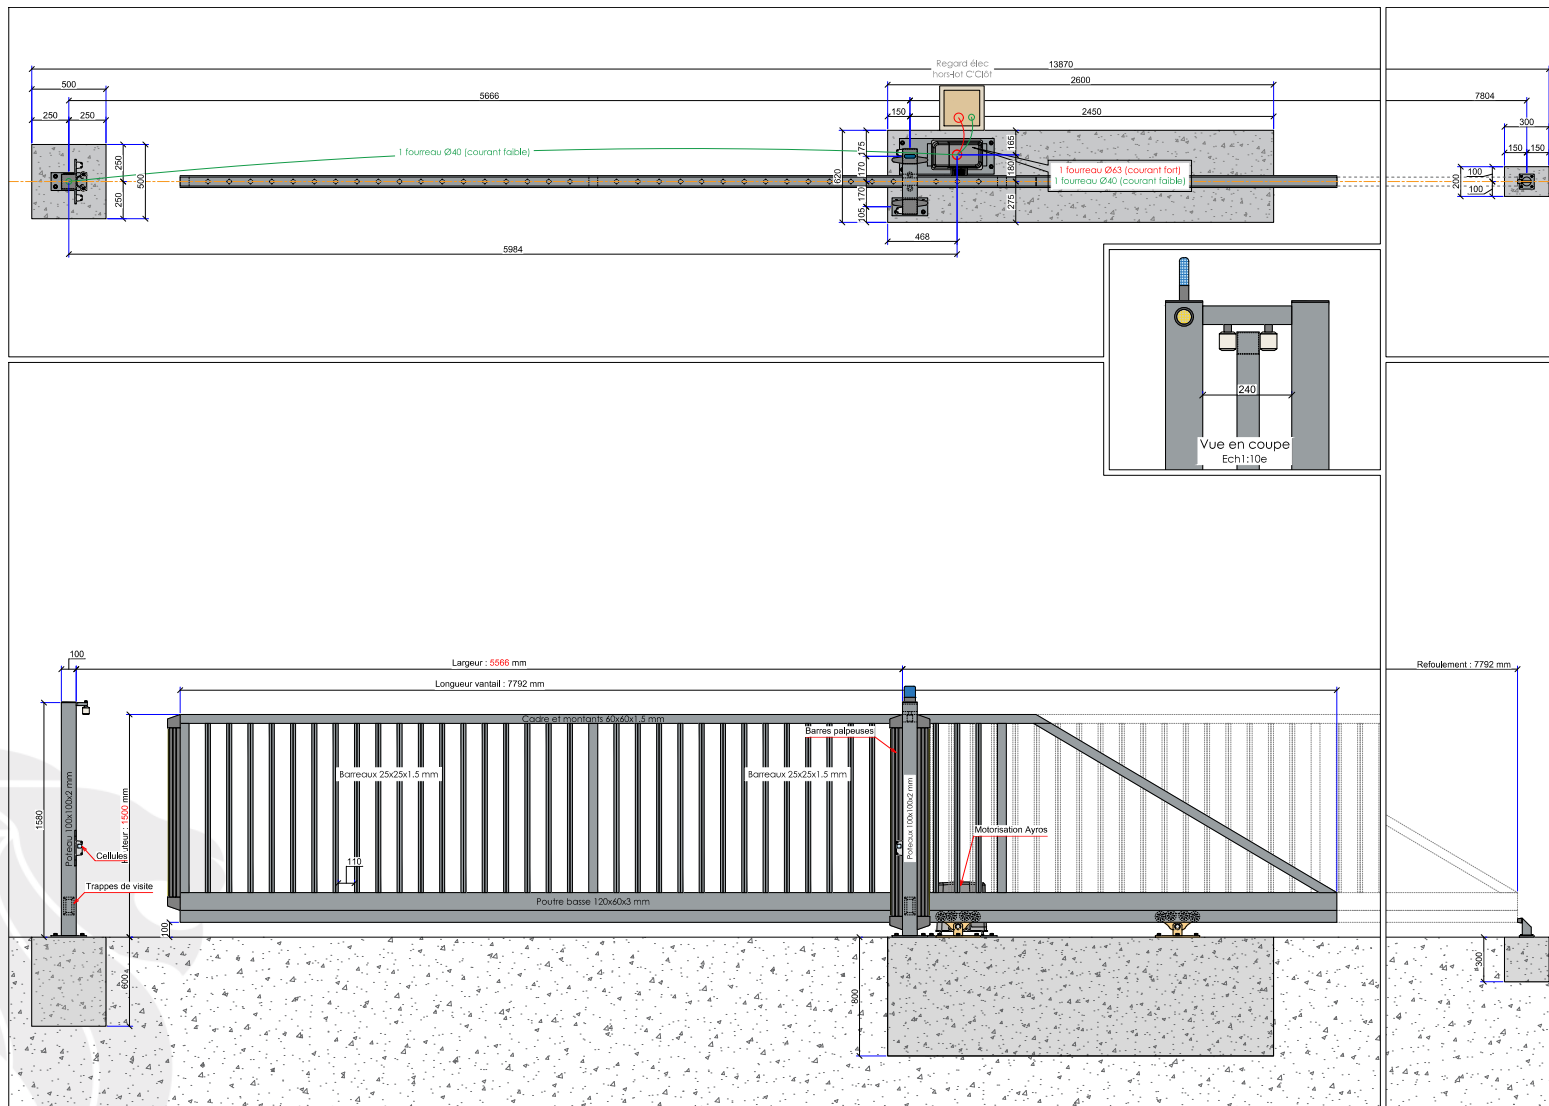 Regard élec
hors-lot C'Clôt
13870
500
2600
5666
7804
250
250
150
2450
300
150
150
1 fourreau Ø40 (courant faible)
250
500
250
175
170
620
170
105
165
180
275
1 fourreau Ø63 (courant fort)
1 fourreau Ø40 (courant faible)
200
100
100
468
5984
240
Vue en coupe
Ech1:10e
100
Largeur : 5566 mm
Refoulement : 7792 mm
Longueur vantail : 7792 mm
Cadre et montants 60x60x1.5 mm
Barres palpeuses
Barreaux 25x25x1.5 mm
Barreaux 25x25x1.5 mm
1580
Poteau 100x100x2 mm
uteur : 1500 mm
Poteaux 100x100x2 mm
Motorisation Ayros
Cellules
110
Trappes de visite
Poutre basse 120x60x3 mm
100
600
800
300